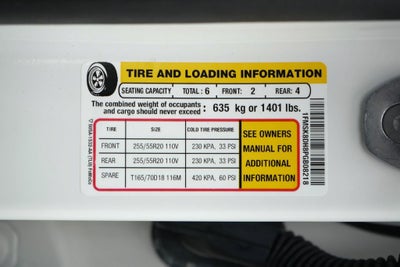 TIRE AND LOADING INFORMATION
SEATING CAPACITY TOTAL : 6 FRONT: 2 REAR: 4
The combined weight of occupants
and cargo should never exceed : 635 kg or 1401 lbs.
TIRE SIZE COLD TIRE PRESSURE
FRONT 255/55R20 110V 230 KPA, 33 PSI
REAR 255/55R20 110V 230 KPA, 33 PSI
SPARE T165/70D18 116M 420 KPA, 60 PSI
SEE OWNERS
MANUAL FOR
ADDITIONAL
INFORMATION
1FM5K8DH8PGB08218